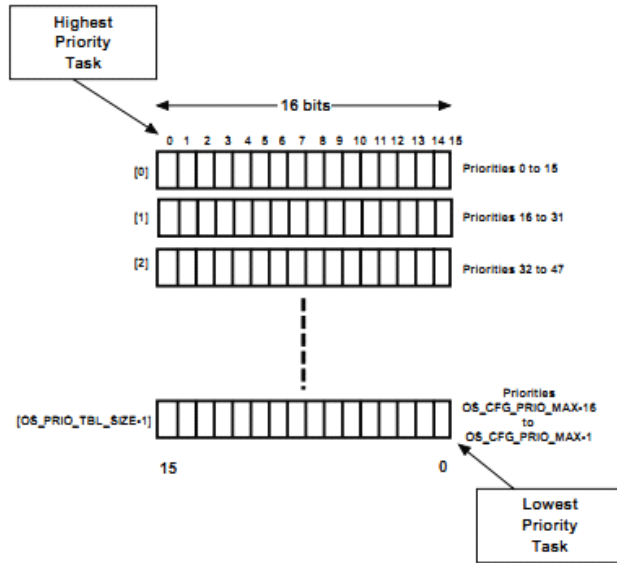 Highest
Priority
Task
16 bits
0 1 2 3 4 5 6 7 8 9 10 11 12 13 14 15
[0] Priorities 0 to 15
[1] Priorities 16 to 31
[2] Priorities 32 to 47
Priorities
[OS_PRIO_TBL_SIZE-1] OS_CFG_PRIO_MAX-16
to
OS_CFG_PRIO_MAX-1
15 0
Lowest
Priority
Task